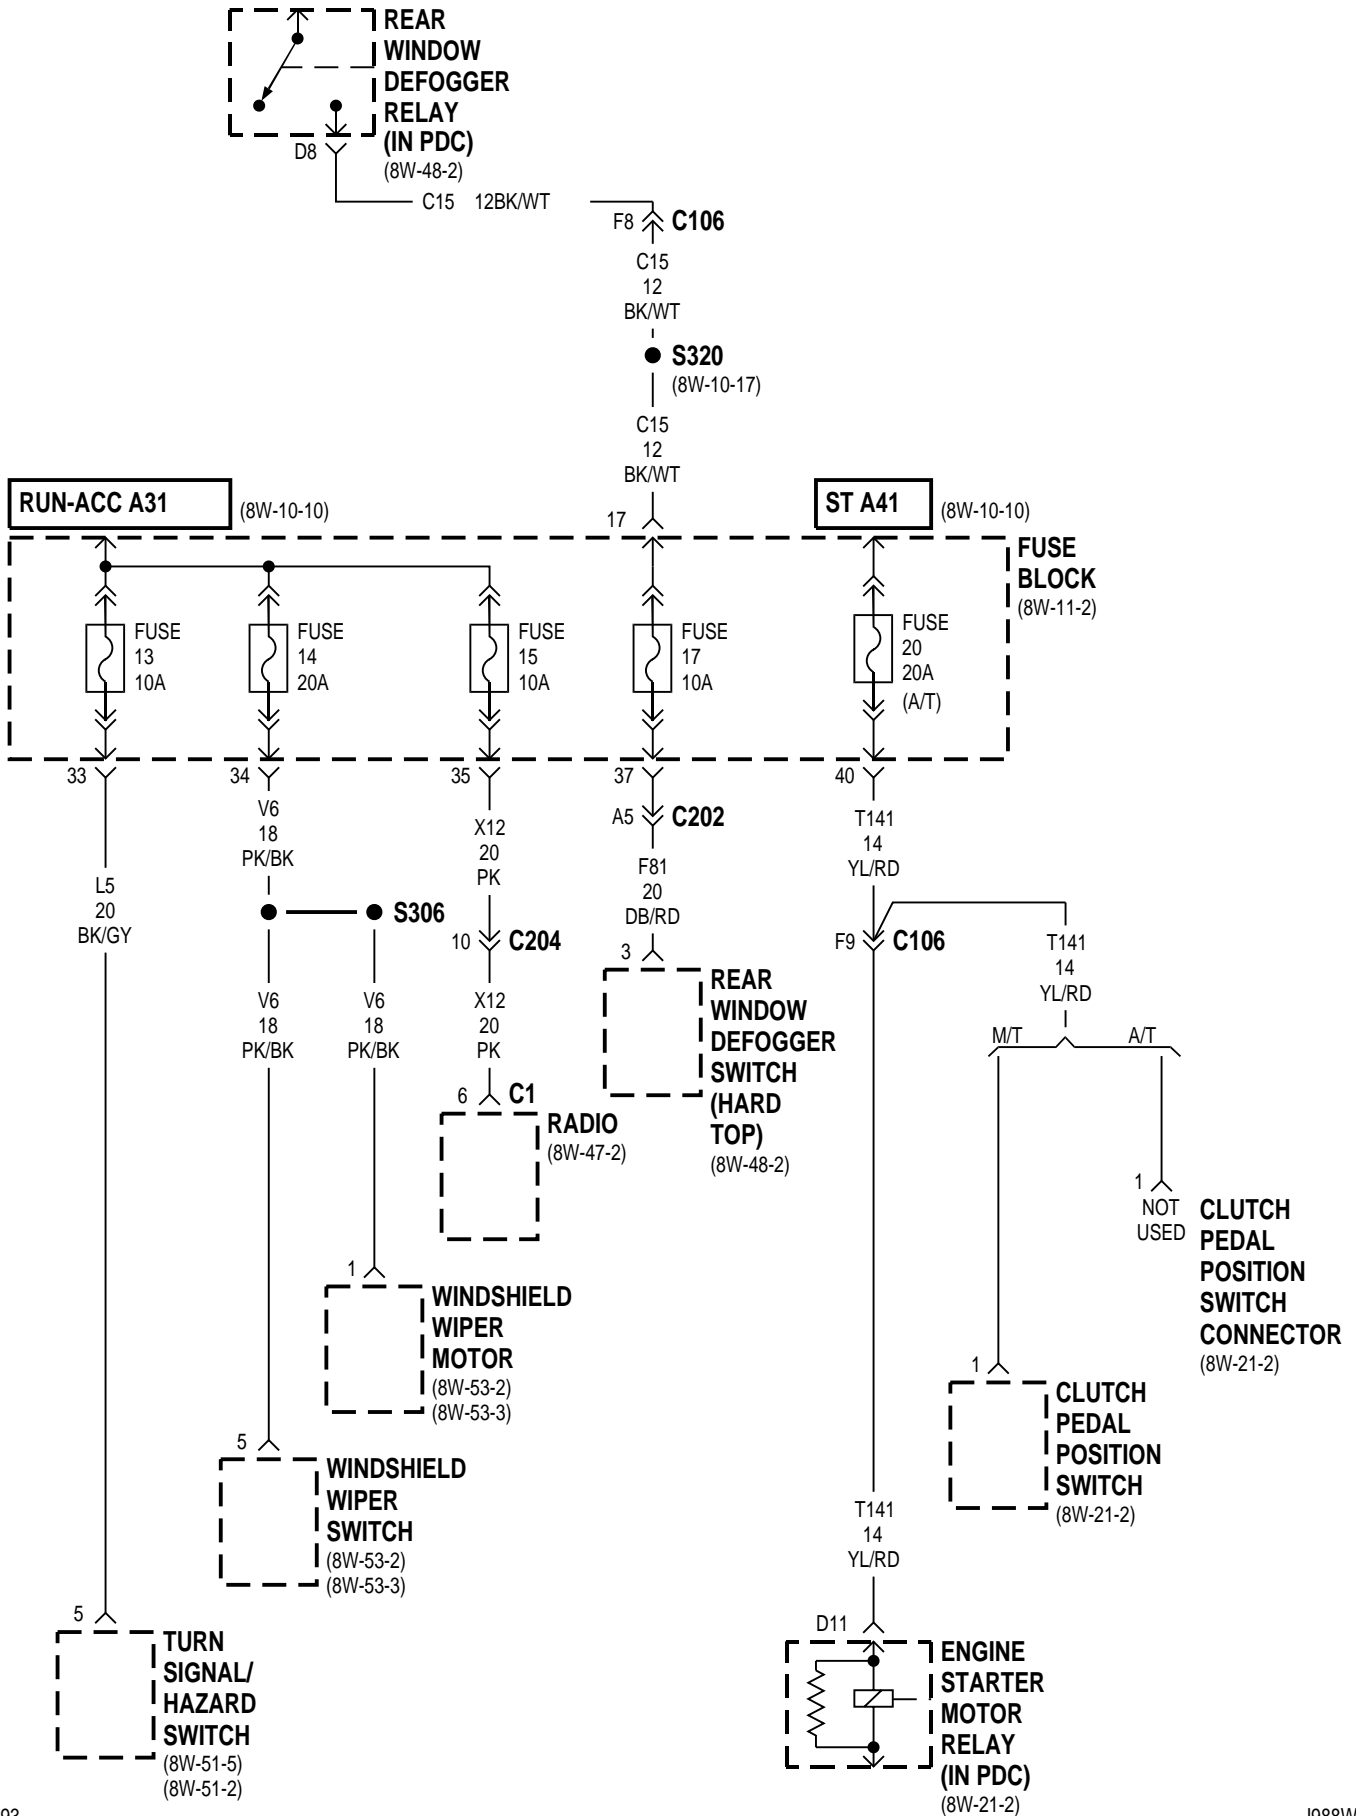 REAR
WINDOW
DEFOGGER
RELAY
(IN PDC)
(8W-48-2)
D8
C15 12BK/WT
F8 C106
C15
12
BK/WT
S320
(8W-10-17)
C15
12
BK/WT
RUN-ACC A31
(8W-10-10)
17
ST A41
(8W-10-10)
FUSE
BLOCK
(8W-11-2)
FUSE
13
10A
FUSE
14
20A
FUSE
15
10A
FUSE
17
10A
FUSE
20
20A
(A/T)
33
34
35
37
40
L5
20
BK/GY
V6
18
PK/BK
S306
V6
18
PK/BK
V6
18
PK/BK
X12
20
PK
10 C204
X12
20
PK
6 C1
RADIO
(8W-47-2)
A5 C202
F81
20
DB/RD
3
REAR
WINDOW
DEFOGGER
SWITCH
(HARD
TOP)
(8W-48-2)
T141
14
YL/RD
F9 C106
T141
14
YL/RD
M/T
A/T
1
NOT
USED
CLUTCH
PEDAL
POSITION
SWITCH
CONNECTOR
(8W-21-2)
1
WINDSHIELD
WIPER
MOTOR
(8W-53-2)
(8W-53-3)
1
CLUTCH
PEDAL
POSITION
SWITCH
(8W-21-2)
5
WINDSHIELD
WIPER
SWITCH
(8W-53-2)
(8W-53-3)
T141
14
YL/RD
5
TURN
SIGNAL/
HAZARD
SWITCH
(8W-51-5)
(8W-51-2)
D11
ENGINE
STARTER
MOTOR
RELAY
(IN PDC)
(8W-21-2)